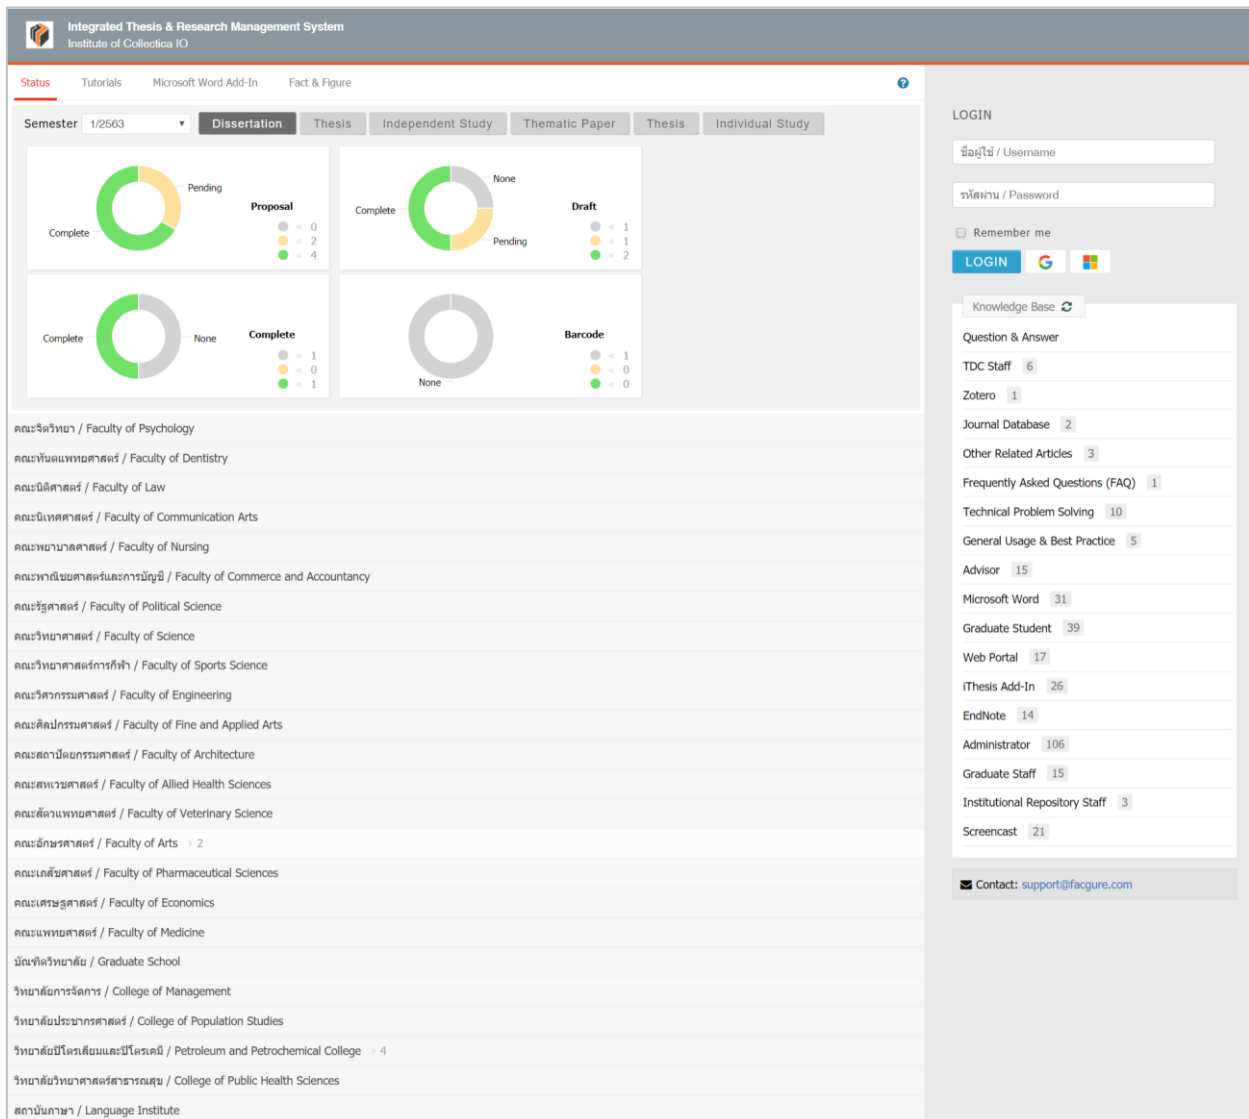 Integrated Thesis & Research Management System
Institute of Collectica IO
Status Tutorials Microsoft Word Add-In Fact & Figure
Semester 1/2563 Dissertation Thesis Independent Study Thematic Paper Thesis Individual Study
Pending
Complete
Proposal
0
2
4
None
Complete
Pending
Draft
1
1
2
Complete
None
Complete
1
0
1
None
Barcode
1
0
0
คณะจิตวิทยา / Faculty of Psychology
คณะทันตแพทยศาสตร์ / Faculty of Dentistry
คณะนิติศาสตร์ / Faculty of Law
คณะนิเทศศาสตร์ / Faculty of Communication Arts
คณะพยาบาลศาสตร์ / Faculty of Nursing
คณะพาณิชยศาสตร์และการบัญชี / Faculty of Commerce and Accountancy
คณะรัฐศาสตร์ / Faculty of Political Science
คณะวิทยาศาสตร์ / Faculty of Science
คณะวิทยาศาสตร์การกีฬา / Faculty of Sports Science
คณะวิศวกรรมศาสตร์ / Faculty of Engineering
คณะศิลปกรรมศาสตร์ / Faculty of Fine and Applied Arts
คณะสถาปัตยกรรมศาสตร์ / Faculty of Architecture
คณะสหเวชศาสตร์ / Faculty of Allied Health Sciences
คณะสัตวแพทยศาสตร์ / Faculty of Veterinary Science
คณะอักษรศาสตร์ / Faculty of Arts › 2
คณะเภสัชศาสตร์ / Faculty of Pharmaceutical Sciences
คณะเศรษฐศาสตร์ / Faculty of Economics
คณะแพทยศาสตร์ / Faculty of Medicine
บัณฑิตวิทยาลัย / Graduate School
วิทยาลัยการจัดการ / College of Management
วิทยาลัยประชากรศาสตร์ / College of Population Studies
วิทยาลัยปิโตรเลียมและปิโตรเคมี / Petroleum and Petrochemical College › 4
วิทยาลัยวิทยาศาสตร์สาธารณสุข / College of Public Health Sciences
สถาบันภาษา / Language Institute
LOGIN
ชื่อผู้ใช้ / Username
รหัสผ่าน / Password
Remember me
LOGIN
Knowledge Base
Question & Answer
TDC Staff 6
Zotero 1
Journal Database 2
Other Related Articles 3
Frequently Asked Questions (FAQ) 1
Technical Problem Solving 10
General Usage & Best Practice 5
Advisor 15
Microsoft Word 31
Graduate Student 39
Web Portal 17
iThesis Add-In 26
EndNote 14
Administrator 106
Graduate Staff 15
Institutional Repository Staff 3
Screencast 21
Contact: support@facgure.com